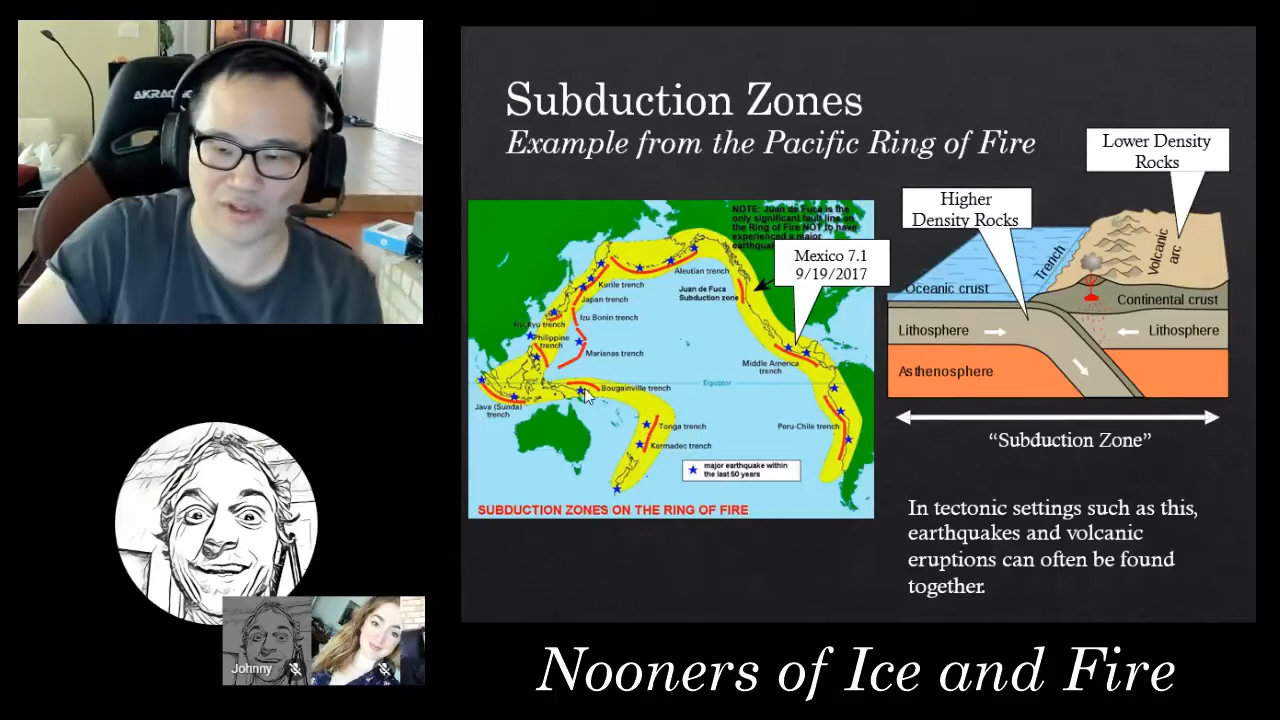 AKRAC
Subduction Zones
Example from the Pacific Ring of Fire
Lower Density
Rocks
Higher
Density Rocks
NOTE: Juan de Fuca is the
only significant fault line on
the Ring of Fire NOT to have
experienced a major
Mexico 7.1
9/19/2017
Aleutian trench
Kurile trench
Japan trench
Izu Bonin trench
Juan de Fuca
Subduction zone
Philippine
trench
Marianas trench
Middle America
trench
Equator
Bougainville trench
Java (Sunda)
trench
Tonga trench
Kermadec trench
Peru-Chile trench
major earthquake within
the last 50 years
SUBDUCTION ZONES ON THE RING OF FIRE
Trench
Volcanic
arc
Oceanic crust
Continental crust
Lithosphere
Lithosphere
Asthenosphere
“Subduction Zone”
In tectonic settings such as this,
earthquakes and volcanic
eruptions can often be found
together.
Johnny
Nooners of Ice and Fire